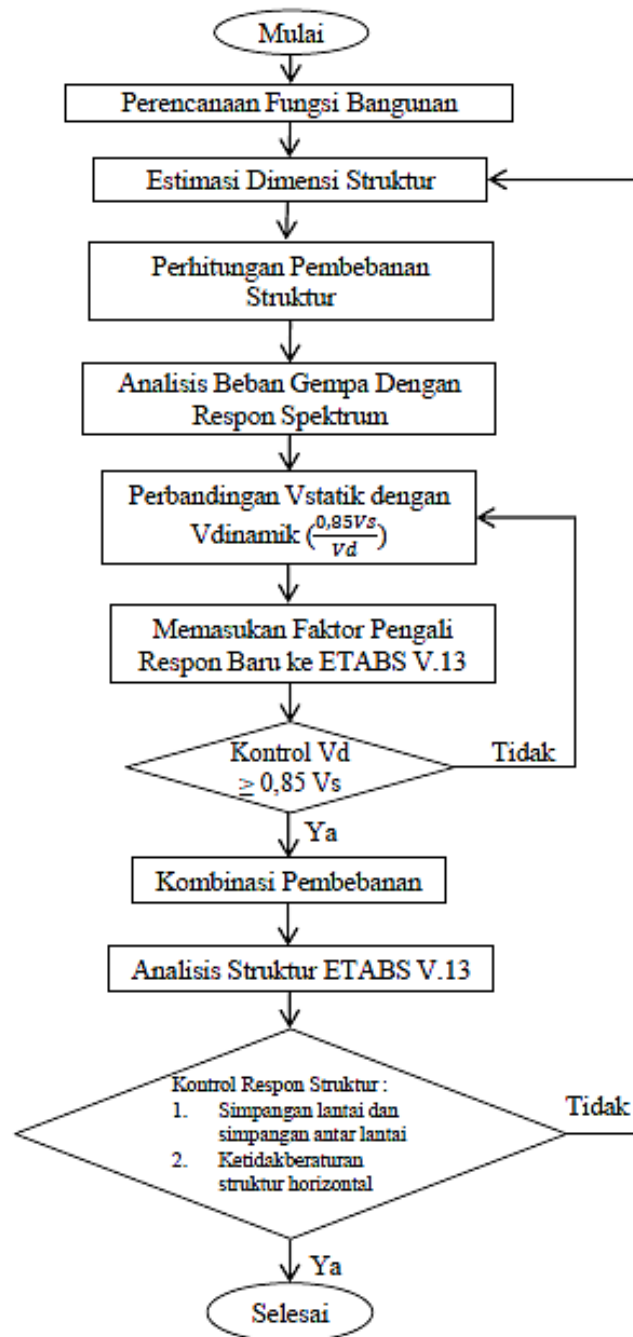 Mulai
Perencanaan Fungsi Bangunan
Estimasi Dimensi Struktur
Perhitungan Pembebanan
Struktur
Analisis Beban Gempa Dengan
Respon Spektrum
Perbandingan Vstatik dengan
Vdinamik (0,85Vs/Vd)
Memasukan Faktor Pengali
Respon Baru ke ETABS V.13
Kontrol Vd
≥ 0,85 Vs
Tidak
Ya
Kombinasi Pembebanan
Analisis Struktur ETABS V.13
Kontrol Respon Struktur :
1. Simpangan lantai dan
simpangan antar lantai
2. Ketidakberaturan
struktur horizontal
Tidak
Ya
Selesai